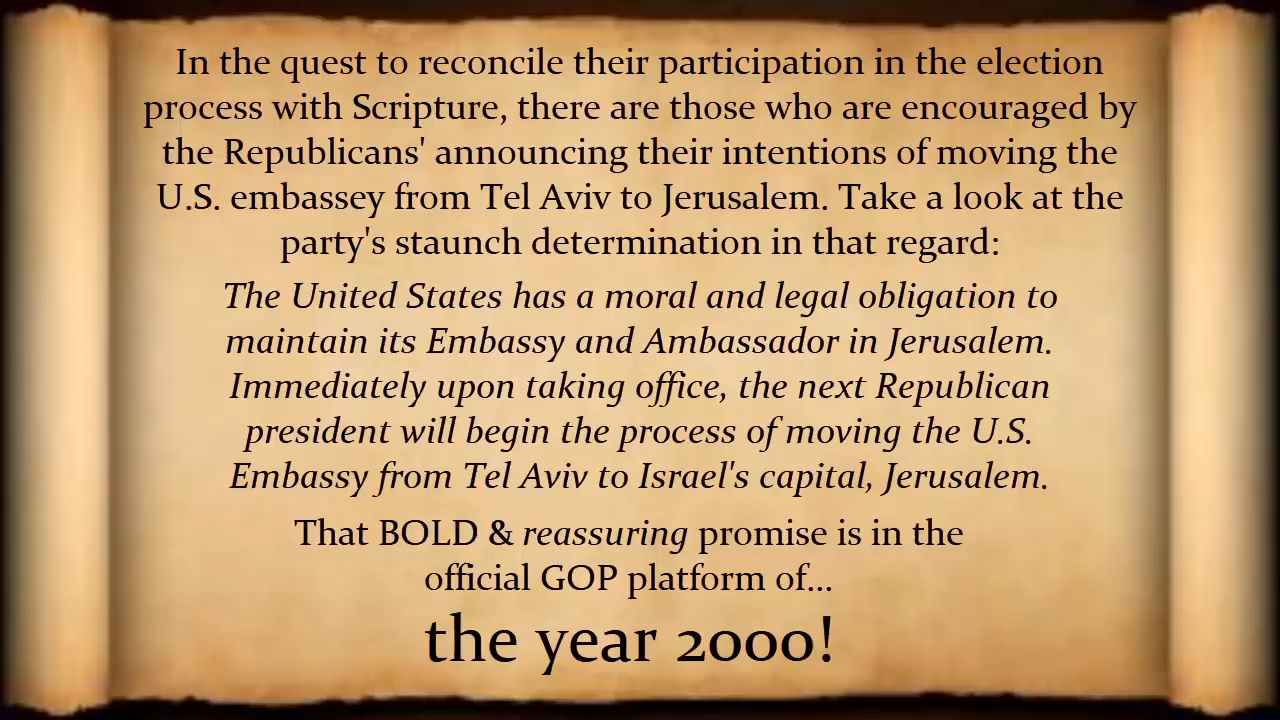 In the quest to reconcile their participation in the election
process with Scripture, there are those who are encouraged by
the Republicans' announcing their intentions of moving the
U.S. embassey from Tel Aviv to Jerusalem. Take a look at the
party's staunch determination in that regard:
The United States has a moral and legal obligation to
maintain its Embassy and Ambassador in Jerusalem.
Immediately upon taking office, the next Republican
president will begin the process of moving the U.S.
Embassy from Tel Aviv to Israel's capital, Jerusalem.
That BOLD & reassuring promise is in the
official GOP platform of...
the year 2000!